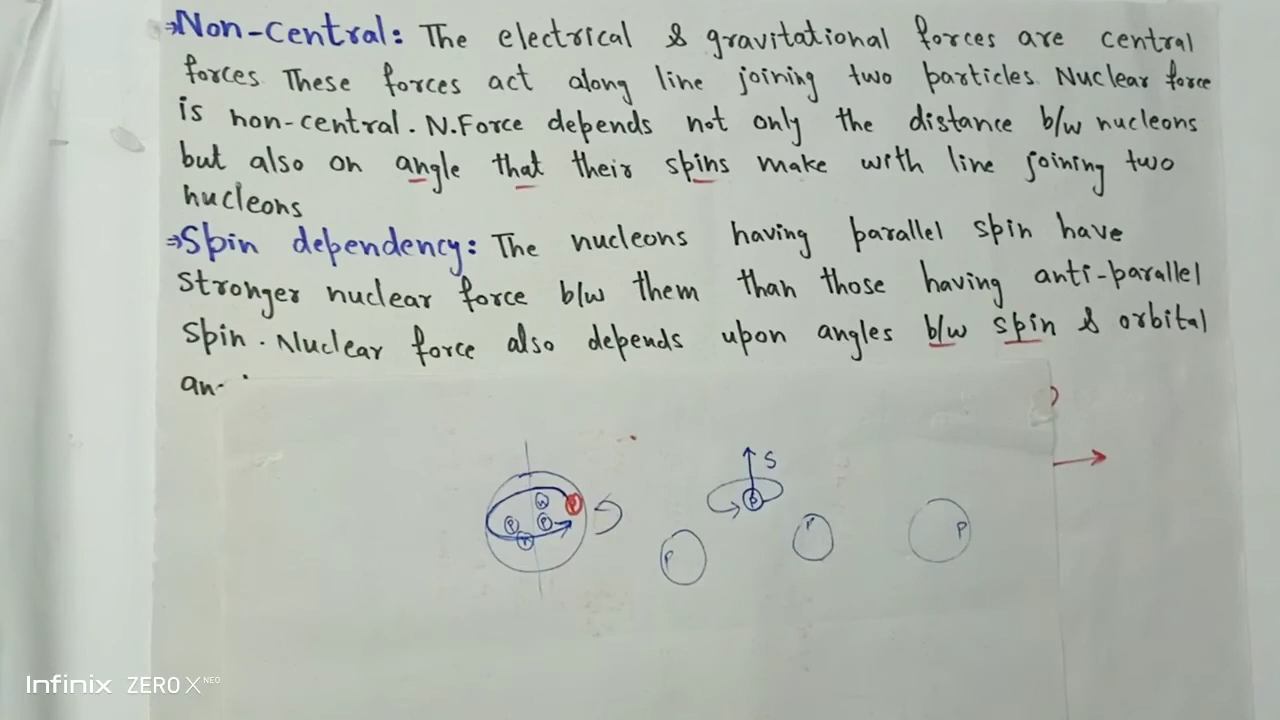 ⇒Non-Central: The electrical & gravitational forces are central
forces. These forces act along line joining two particles. Nuclear force
is non-central. N.Force depends not only the distance b/w nucleons
but also on angle that their spins make with line joining two
nucleons
⇒Spin dependency: The nucleons having parallel spin have
stronger nuclear force b/w them than those having anti-parallel
spin. Nuclear force also depends upon angles b/w spin & orbital
S
P
N
P
P
P
P
P
P
Infinix ZERO X NEO